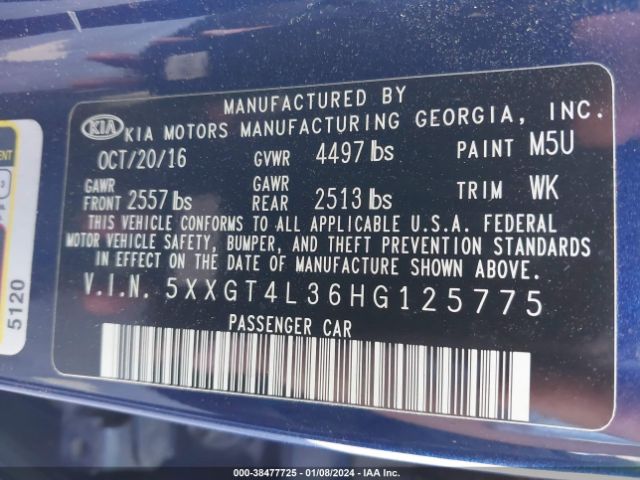 MANUFACTURED BY
KIA KIA MOTORS MANUFACTURING GEORGIA, INC.
OCT/20/16 GVWR 4497 lbs PAINT M5U
GAWR FRONT 2557 lbs GAWR REAR 2513 lbs TRIM WK
THIS VEHICLE CONFORMS TO ALL APPLICABLE U.S.A. FEDERAL
MOTOR VEHICLE SAFETY, BUMPER, AND THEFT PREVENTION STANDARDS
IN EFFECT ON THE DATE OF MANUFACTURE SHOWN ABOVE.
V.I.N. 5XXGT4L36HG125775
PASSENGER CAR
5120
000-38477725 - 01/08/2024 - IAA Inc.